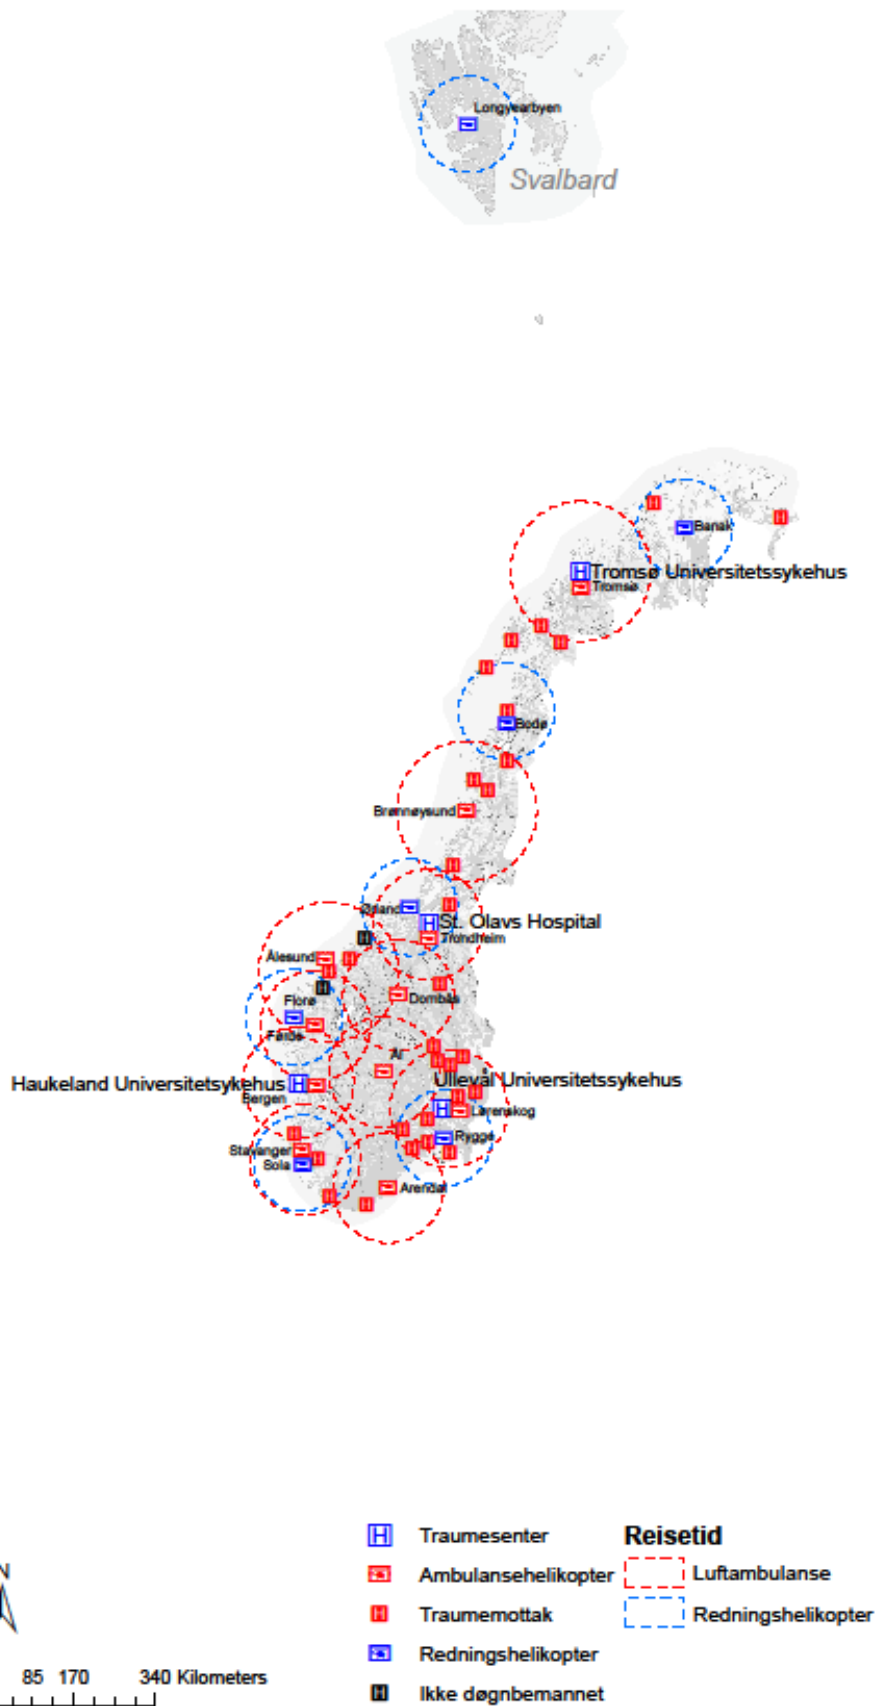 Longyearbyen
Svalbard
Banak
Tromsø Universitetssykehus
Tromsø
Bodø
Brønnøysund
Ørland
St. Olavs Hospital
Trondheim
Ålesund
Dombås
Florø
Førde
Ål
Haukeland Universitetsykehus
Bergen
Ullevål Universitetssykehus
Lørenskog
Rygge
Stavanger
Sola
Arendal
H Traumesenter
Ambulansehelikopter
H Traumemottak
Redningshelikopter
H Ikke døgnbemannet
Reisetid
Luftambulanse
Redningshelikopter
N
85 170 340 Kilometers